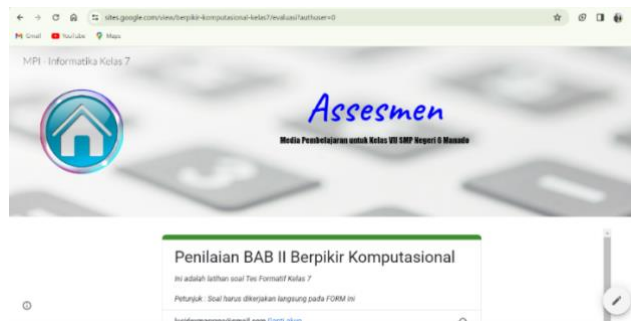 sites.google.com/view/berpikir-komputasional-kelas7/evaluasi?authuser=0
Gmail YouTube Maps
MPI - Informatika Kelas 7
Assesmen
Media Pembelajaran untuk Kelas VII SMP Negeri 6 Manado
Penilaian BAB II Berpikir Komputasional
Ini adalah latihan soal Tes Formatif Kelas 7
Petunjuk : Soal harus dikerjakan langsung pada FORM ini